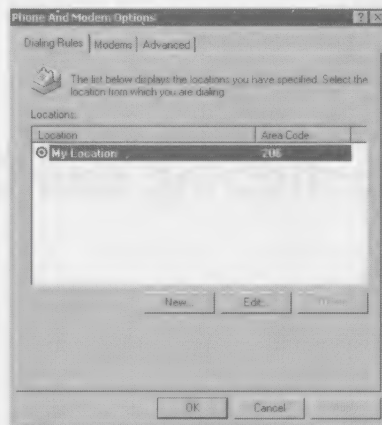 Phone And Modem Options
Dialing Rules Modems Advanced
The list below displays the locations you have specified. Select the
location from which you are dialing.
Locations:
Location Area Code
My Location 206
New... Edit...
OK Cancel